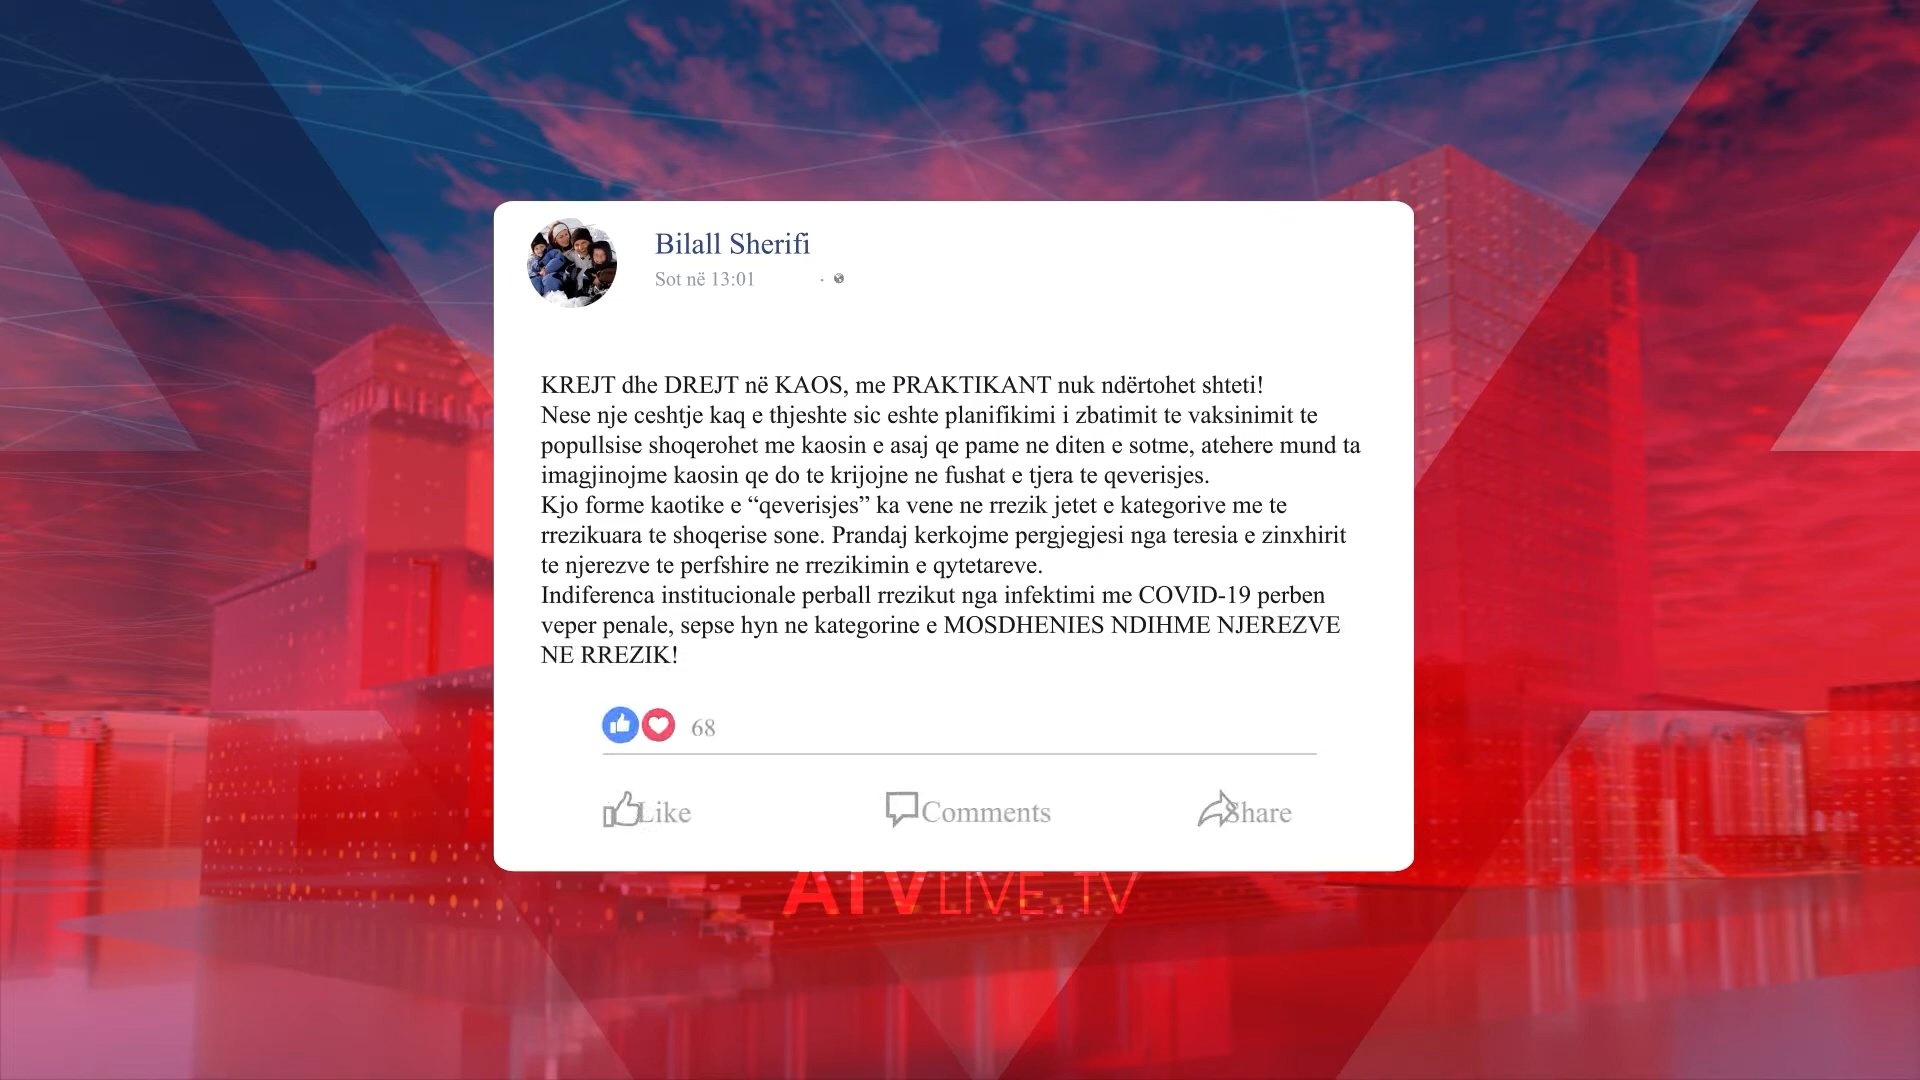 Bilall Sherifi
Sot në 13:01
KREJT dhe DREJT në KAOS, me PRAKTIKANT nuk ndërtohet shteti!
Nese nje ceshtje kaq e thjeshte sic eshte planifikimi i zbatimit te vaksinimit te
popullsise shoqerohet me kaosin e asaj qe pame ne diten e sotme, atehere mund ta
imagjinojme kaosin qe do te krijojne ne fushat e tjera te qeverisjes.
Kjo forme kaotike e “qeverisjes” ka vene ne rrezik jetet e kategorive me te
rrezikuara te shoqerise sone. Prandaj kerkojme pergjegjesi nga teresia e zinxhirit
te njerezve te perfshire ne rrezikimin e qytetareve.
Indiferenca institucionale perball rrezikut nga infektimi me COVID-19 perben
veper penale, sepse hyn ne kategorine e MOSDHENIES NDIHME NJEREZVE
NE RREZIK!
68
Like Comments Share
ATVLIVE.TV